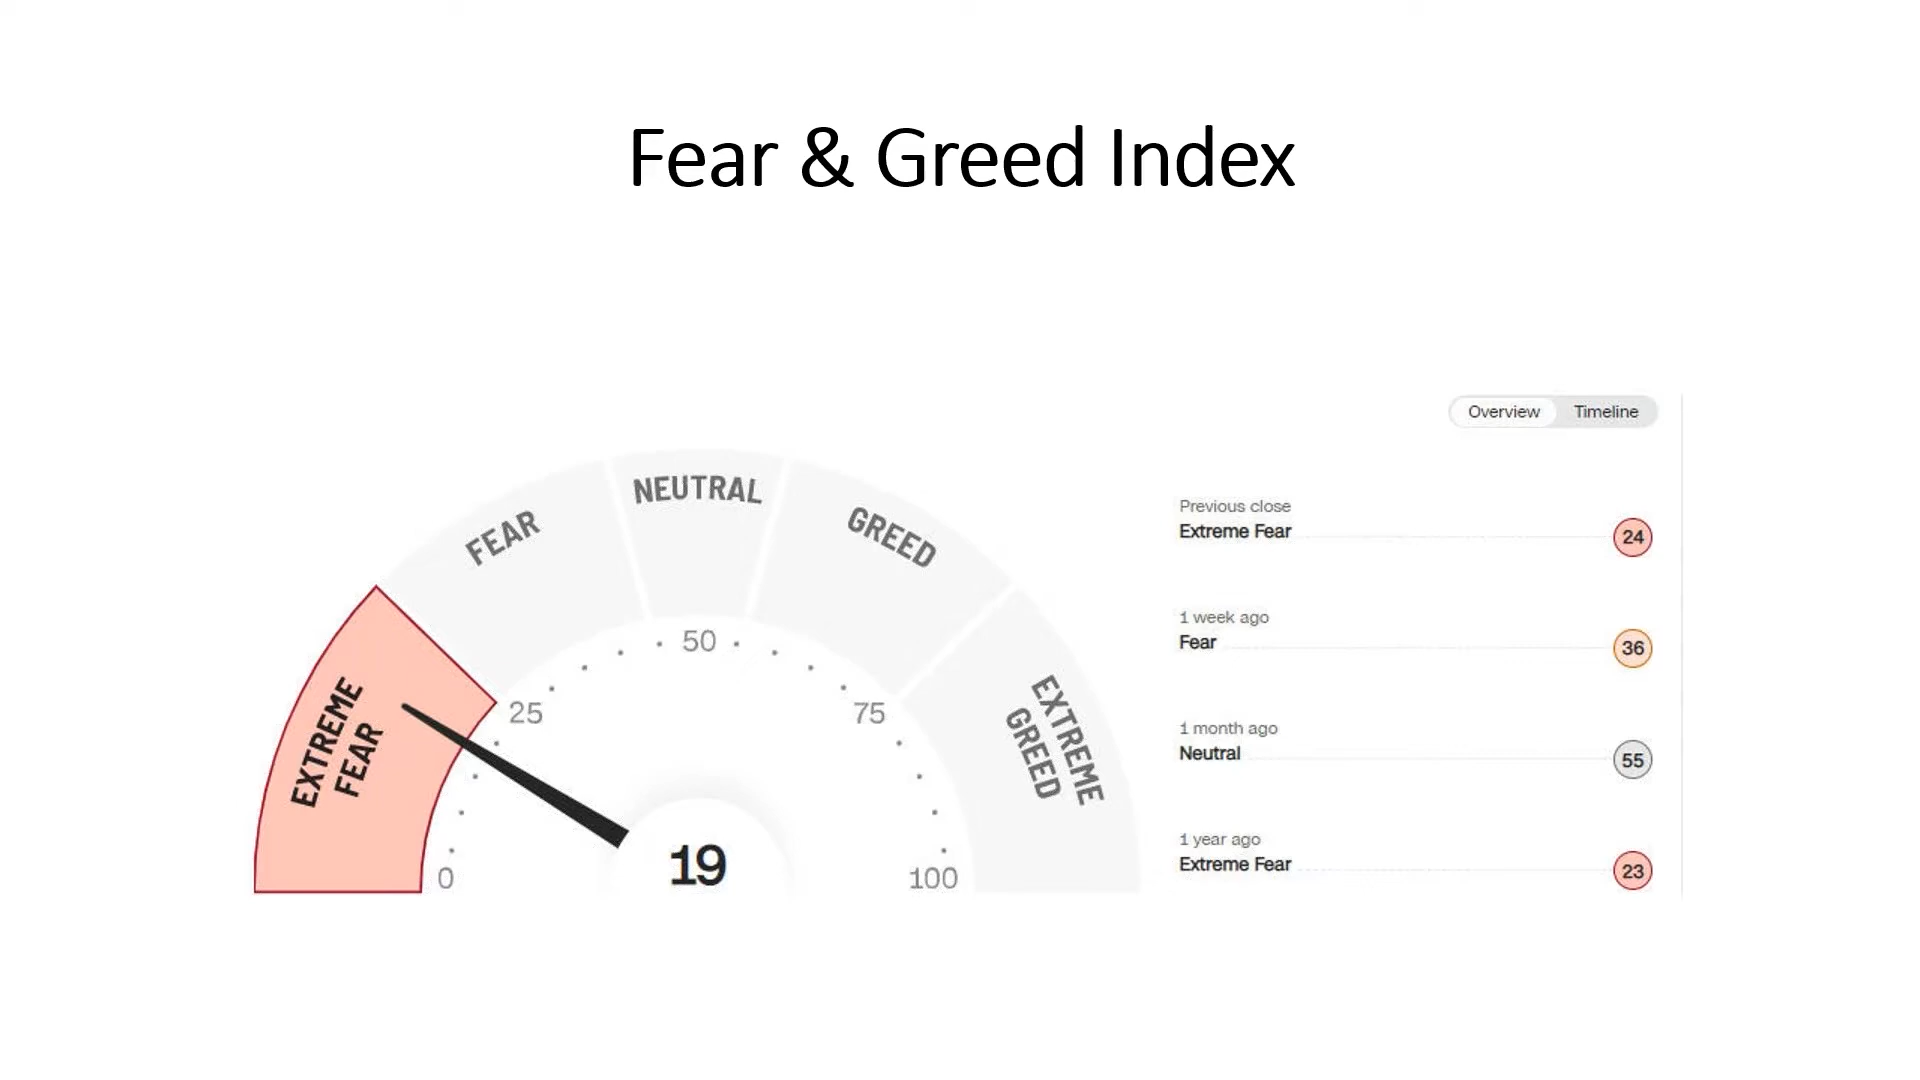 Fear & Greed Index
Overview
Timeline
EXTREME
FEAR
FEAR
NEUTRAL
GREED
EXTREME
GREED
0
25
50
75
100
19
Previous close
Extreme Fear
24
1 week ago
Fear
36
1 month ago
Neutral
55
1 year ago
Extreme Fear
23